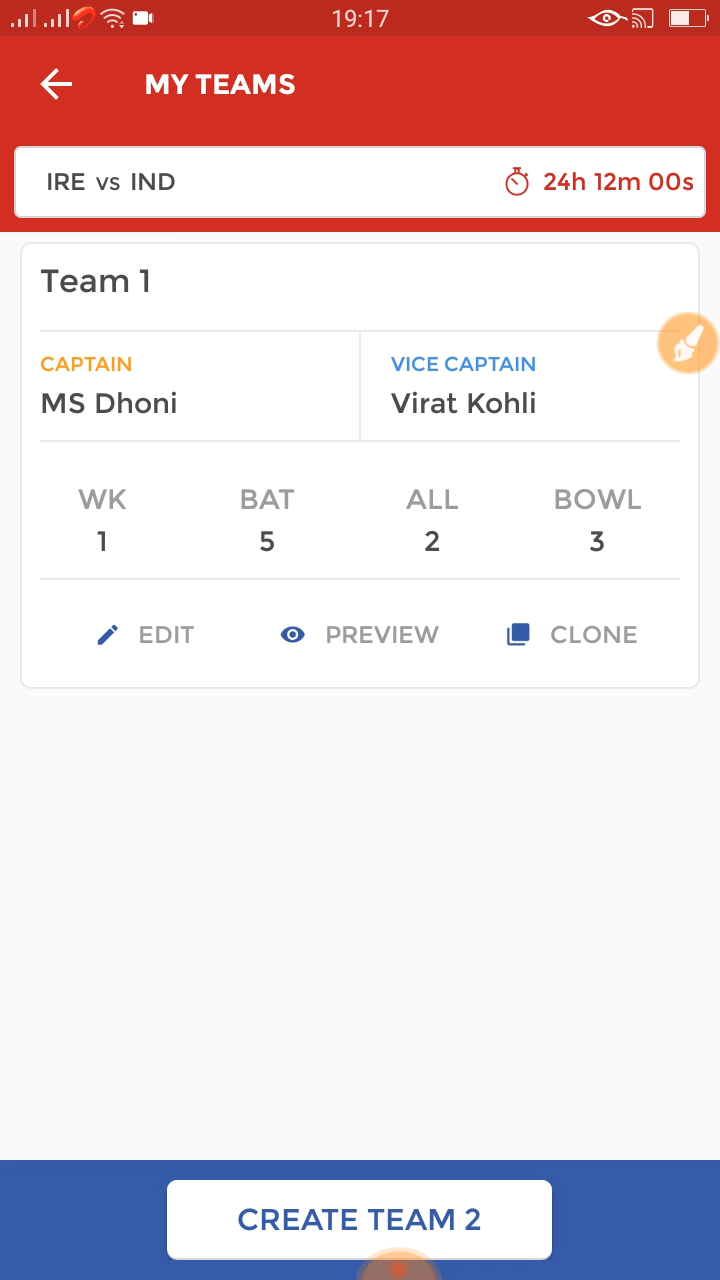 19:17
MY TEAMS
IRE vs IND 24h 12m 00s
Team 1
CAPTAIN VICE CAPTAIN
MS Dhoni Virat Kohli
WK BAT ALL BOWL
1 5 2 3
EDIT PREVIEW CLONE
CREATE TEAM 2